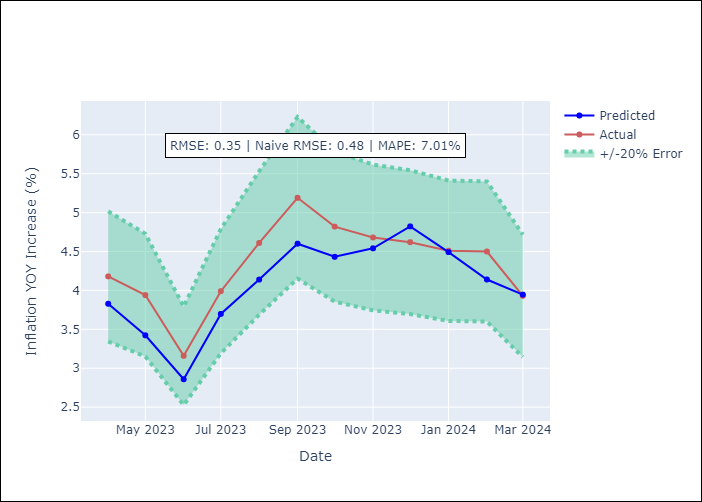 RMSE: 0.35 | Naive RMSE: 0.48 | MAPE: 7.01%
Predicted
Actual
+/-20% Error
Inflation YOY Increase (%)
6
5.5
5
4.5
4
3.5
3
2.5
May 2023
Jul 2023
Sep 2023
Nov 2023
Jan 2024
Mar 2024
Date